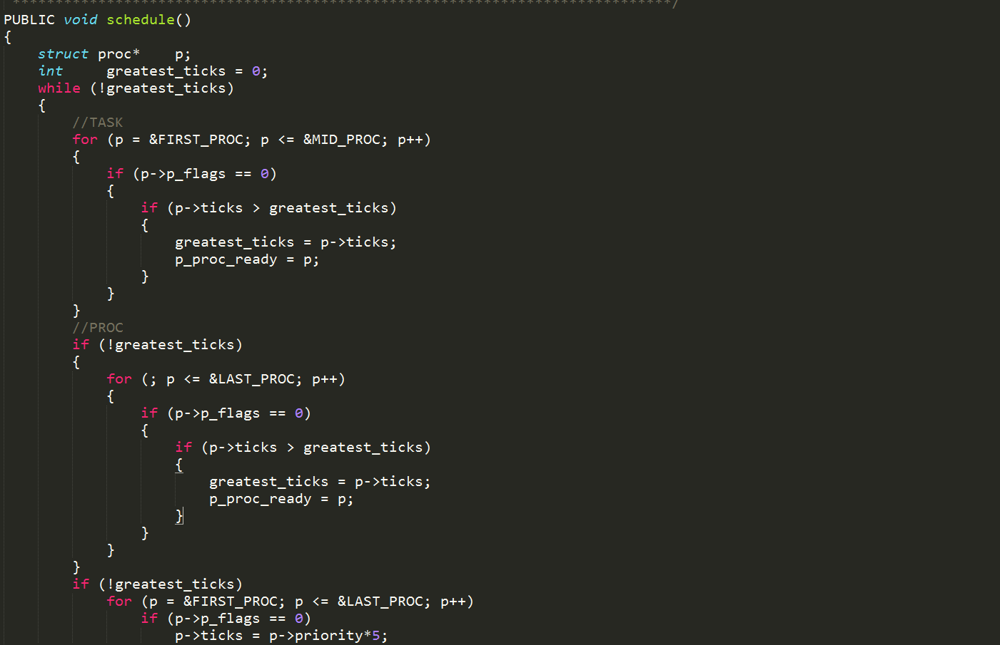 ******************************************************************************/
PUBLIC void schedule()
{
    struct proc*    p;
    int     greatest_ticks = 0;
    while (!greatest_ticks)
    {
        //TASK
        for (p = &FIRST_PROC; p <= &MID_PROC; p++)
        {
            if (p->p_flags == 0)
            {
                if (p->ticks > greatest_ticks)
                {
                    greatest_ticks = p->ticks;
                    p_proc_ready = p;
                }
            }
        }
        //PROC
        if (!greatest_ticks)
        {
            for (; p <= &LAST_PROC; p++)
            {
                if (p->p_flags == 0)
                {
                    if (p->ticks > greatest_ticks)
                    {
                        greatest_ticks = p->ticks;
                        p_proc_ready = p;
                    }
                }
            }
        }
        if (!greatest_ticks)
            for (p = &FIRST_PROC; p <= &LAST_PROC; p++)
                if (p->p_flags == 0)
                    p->ticks = p->priority*5;